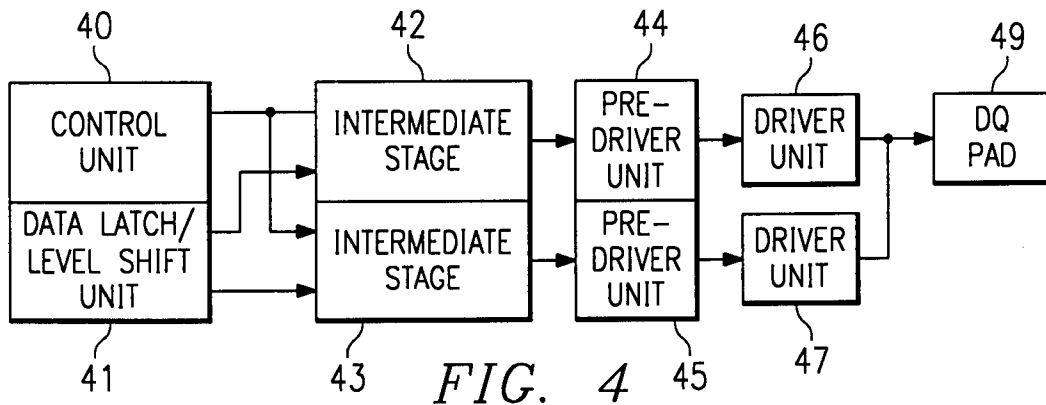 40
42
44
46
49
CONTROL
UNIT
INTERMEDIATE
STAGE
PRE-
DRIVER
UNIT
DRIVER
UNIT
DQ
PAD
DATA LATCH/
LEVEL SHIFT
UNIT
INTERMEDIATE
STAGE
PRE-
DRIVER
UNIT
DRIVER
UNIT
41
43
45
47
FIG. 4